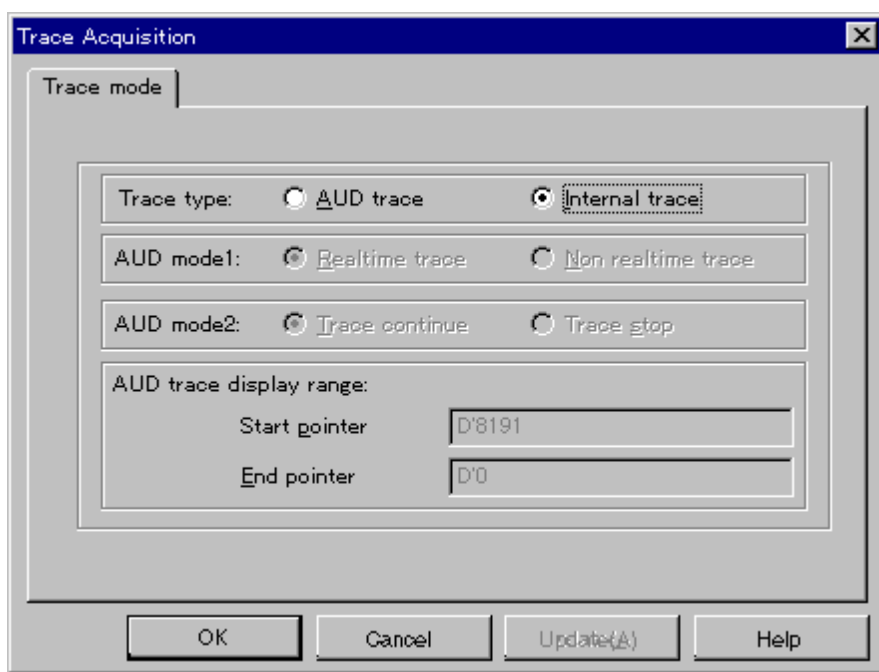 Trace Acquisition
Trace mode
Trace type: AUD trace Internal trace
AUD mode1: Realtime trace Non realtime trace
AUD mode2: Trace continue Trace stop
AUD trace display range:
Start pointer D'8191
End pointer D'0
OK Cancel Update(A) Help